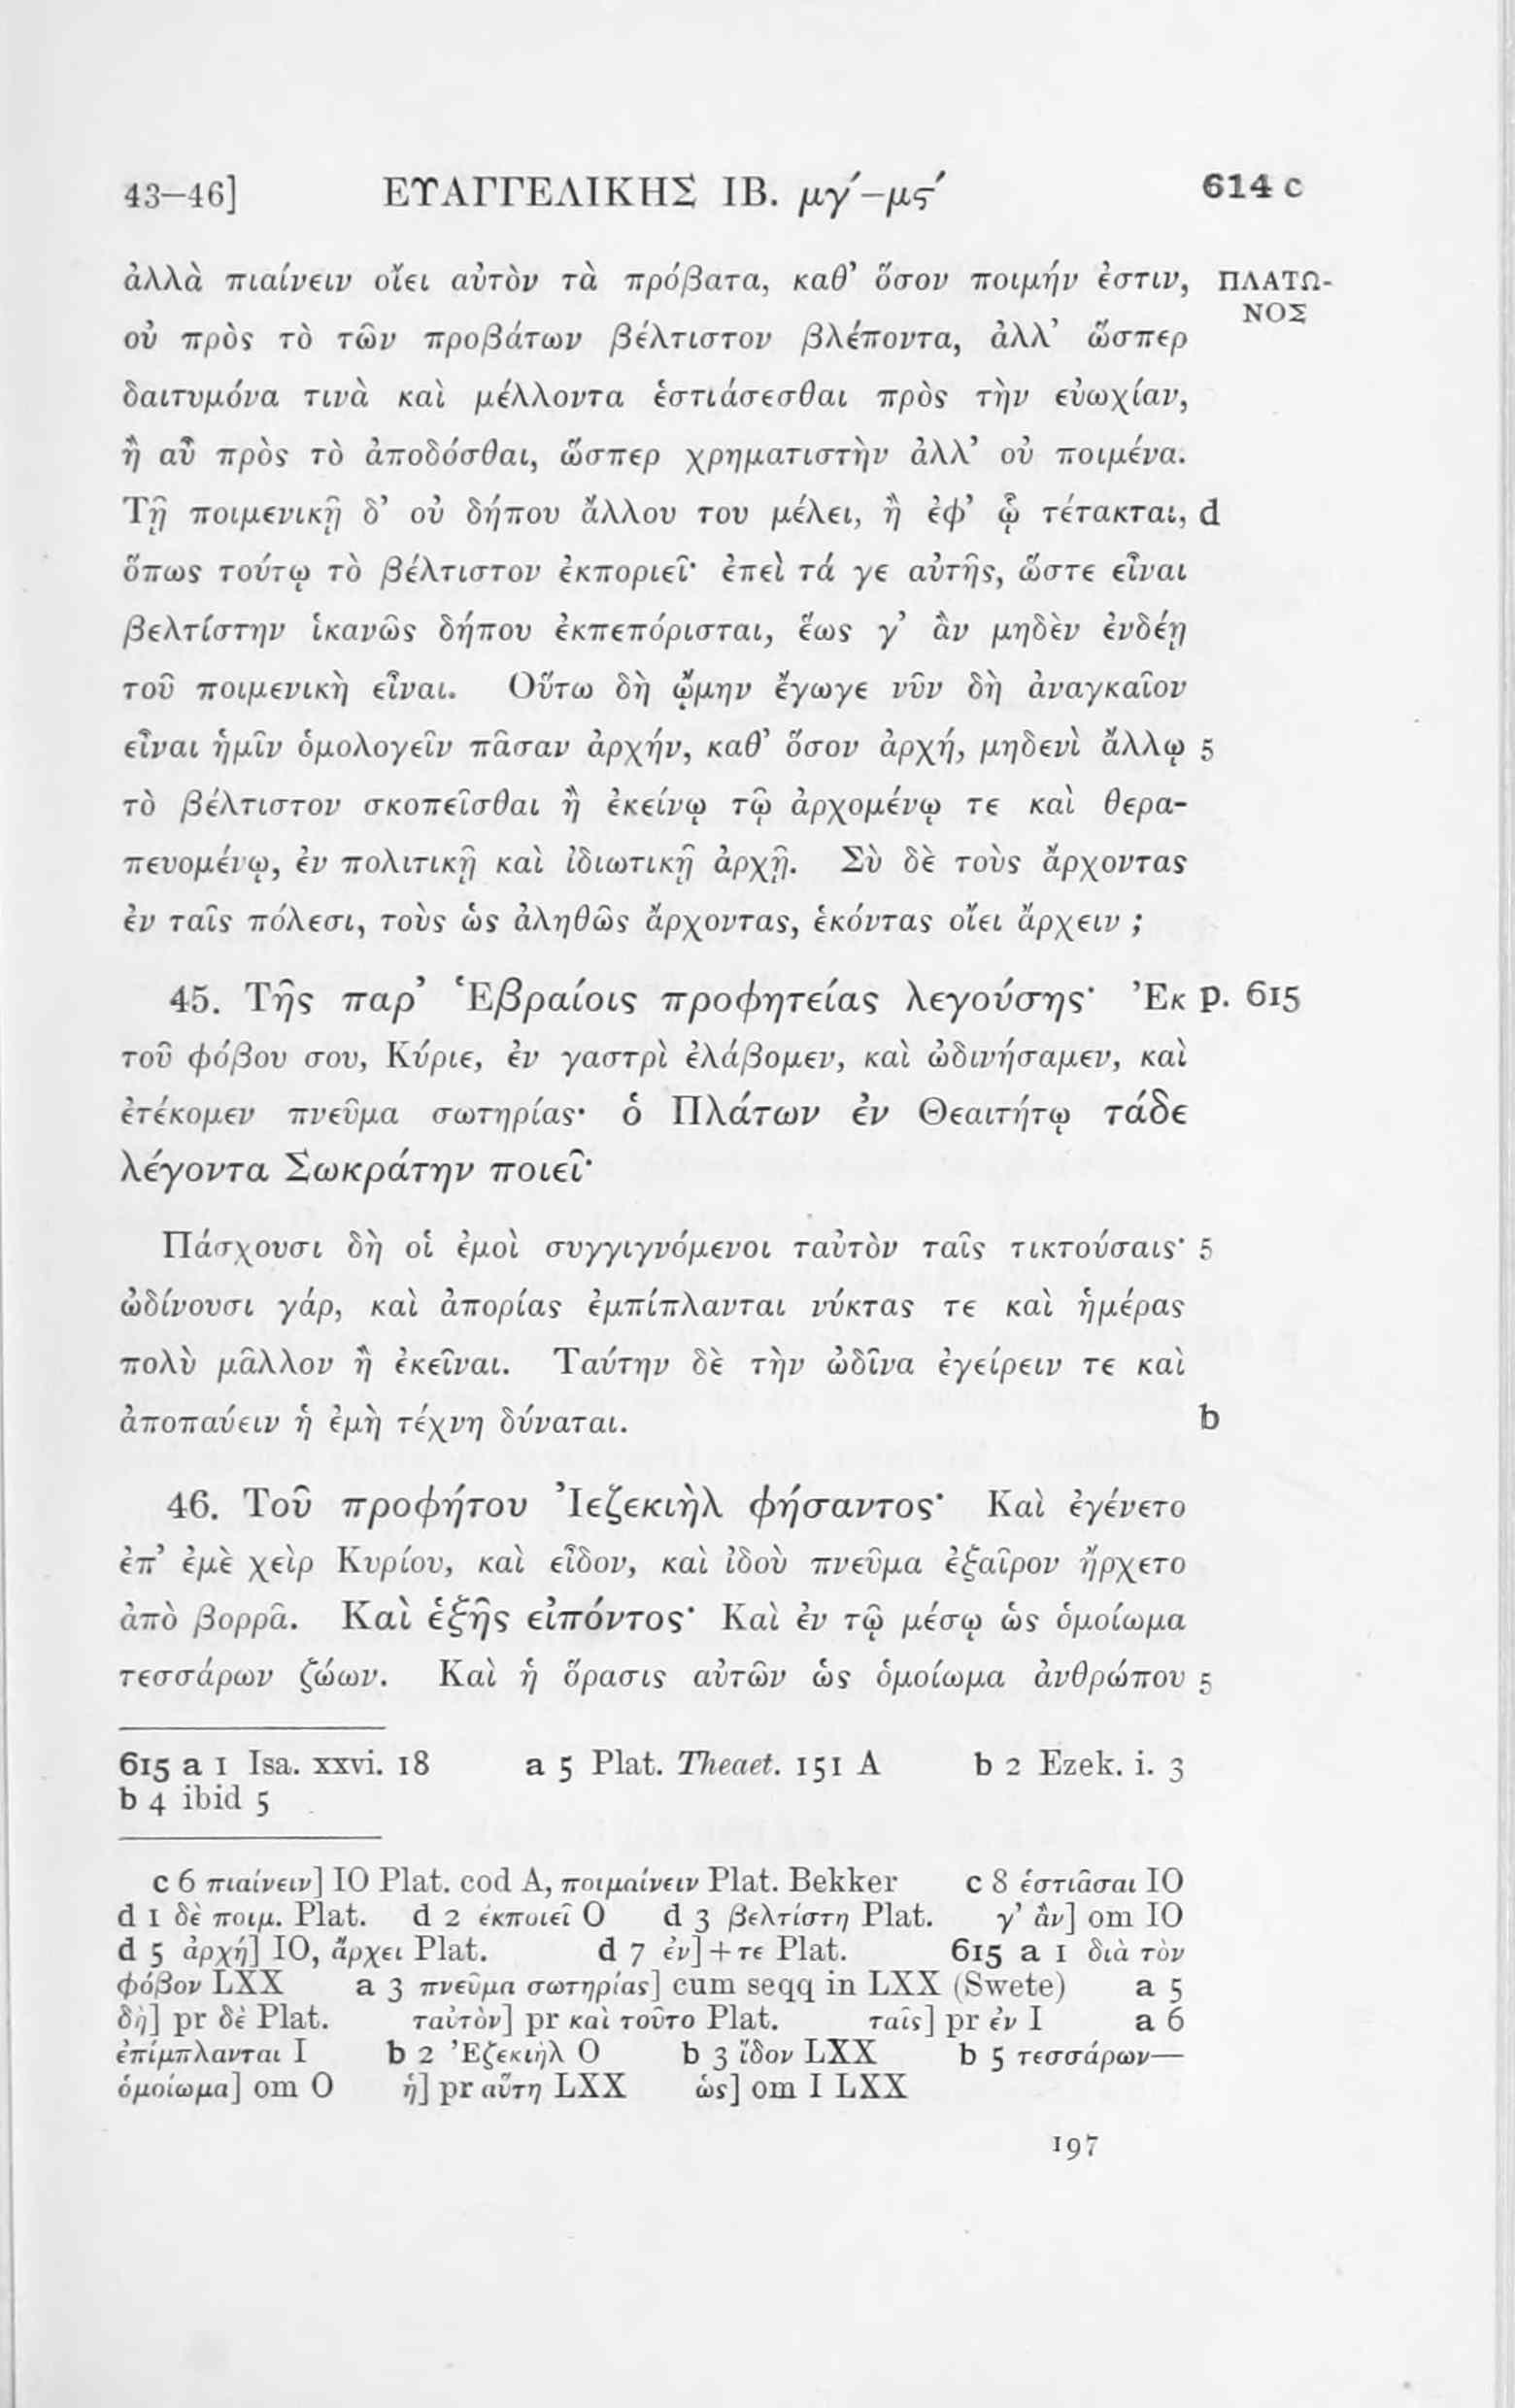 43–46] ΕΥΑΓΓΕΛΙΚΗΣ ΙΒ. μγ΄–μς΄ 614 c
ἀλλὰ πιαίνειν οἴει αὐτὸν τὰ πρόβατα, καθ’ ὅσον ποιμήν ἐστιν, ΠΛΑΤΩ-
ΝΟΣ
οὐ πρὸς τὸ τῶν προβάτων βέλτιστον βλέποντα, ἀλλ’ ὥσπερ
δαιτυμόνα τινὰ καὶ μέλλοντα ἑστιάσεσθαι πρὸς τὴν εὐωχίαν,
ἢ αὖ πρὸς τὸ ἀποδόσθαι, ὥσπερ χρηματιστὴν ἀλλ’ οὐ ποιμένα.
Τῇ ποιμενικῇ δ’ οὐ δήπου ἄλλου του μέλει, ἢ ἐφ’ ᾧ τέτακται, d
ὅπως τούτῳ τὸ βέλτιστον ἐκποριεῖ· ἐπεὶ τά γε αὐτῆς, ὥστε εἶναι
βελτίστην ἱκανῶς δήπου ἐκπεπόρισται, ἕως γ’ ἂν μηδὲν ἐνδέῃ
τοῦ ποιμενικὴ εἶναι. Οὕτω δὴ ᾤμην ἔγωγε νῦν δὴ ἀναγκαῖον
εἶναι ἡμῖν ὁμολογεῖν πᾶσαν ἀρχήν, καθ’ ὅσον ἀρχή, μηδενὶ ἄλλῳ 5
τὸ βέλτιστον σκοπεῖσθαι ἢ ἐκείνῳ τῷ ἀρχομένῳ τε καὶ θερα-
πευομένῳ, ἐν πολιτικῇ καὶ ἰδιωτικῇ ἀρχῇ. Σὺ δὲ τοὺς ἄρχοντας
ἐν ταῖς πόλεσι, τοὺς ὡς ἀληθῶς ἄρχοντας, ἑκόντας οἴει ἄρχειν ;
45. Τῆς παρ’ Ἑβραίοις προφητείας λεγούσης· Ἐκ p. 615
τοῦ φόβου σου, Κύριε, ἐν γαστρὶ ἐλάβομεν, καὶ ὠδινήσαμεν, καὶ
ἐτέκομεν πνεῦμα σωτηρίας· ὁ Πλάτων ἐν Θεαιτήτῳ τάδε
λέγοντα Σωκράτην ποιεῖ·
Πάσχουσι δὴ οἱ ἐμοὶ συγγιγνόμενοι ταὐτὸν ταῖς τικτούσαις· 5
ὠδίνουσι γάρ, καὶ ἀπορίας ἐμπίπλανται νύκτας τε καὶ ἡμέρας
πολὺ μᾶλλον ἢ ἐκεῖναι. Ταύτην δὲ τὴν ὠδῖνα ἐγείρειν τε καὶ
ἀποπαύειν ἡ ἐμὴ τέχνη δύναται. b
46. Τοῦ προφήτου Ἰεζεκιὴλ φήσαντος· Καὶ ἐγένετο
ἐπ’ ἐμὲ χεὶρ Κυρίου, καὶ εἶδον, καὶ ἰδοὺ πνεῦμα ἐξαῖρον ἤρχετο
ἀπὸ βορρᾶ. Καὶ ἑξῆς εἰπόντος· Καὶ ἐν τῷ μέσῳ ὡς ὁμοίωμα
τεσσάρων ζώων. Καὶ ἡ ὅρασις αὐτῶν ὡς ὁμοίωμα ἀνθρώπου 5
615 a 1 Isa. xxvi. 18 a 5 Plat. Theaet. 151 A b 2 Ezek. i. 3
b 4 ibid 5
c 6 πιαίνειν] IO Plat. cod A, ποιμαίνειν Plat. Bekker c 8 ἑστιᾶσαι IO
d 1 δὲ ποιμ. Plat. d 2 ἐκποιεῖ O d 3 βελτίστη Plat. γ’ ἂν] om IO
d 5 ἀρχή] IO, ἄρχει Plat. d 7 ἐν]+τε Plat. 615 a 1 διὰ τὸν
φόβον LXX a 3 πνεῦμα σωτηρίας] cum seqq in LXX (Swete) a 5
δὴ] pr δὲ Plat. ταὐτὸν] pr καὶ τοῦτο Plat. ταῖς] pr ἐν I a 6
ἐπίμπλανται I b 2 Ἐζεκιὴλ O b 3 ἴδον LXX b 5 τεσσάρων—
ὁμοίωμα] om O ἡ] pr αὕτη LXX ὡς] om I LXX
197